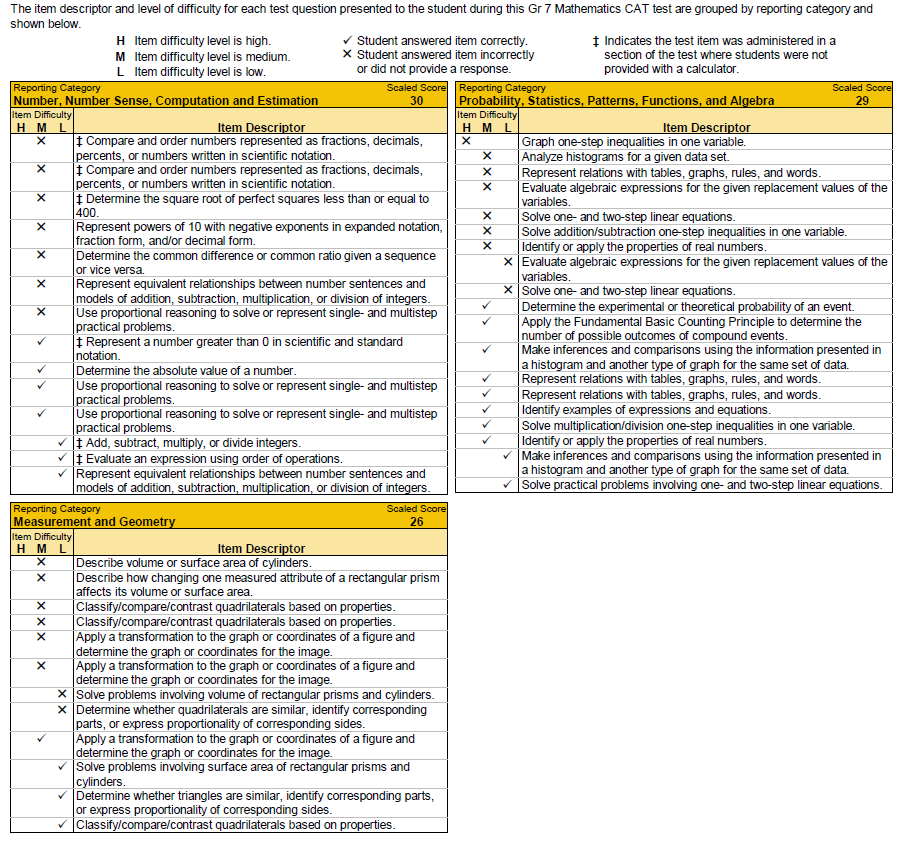 The item descriptor and level of difficulty for each test question presented to the student during this Gr 7 Mathematics CAT test are grouped by reporting category and
shown below.
H Item difficulty level is high.
M Item difficulty level is medium.
L Item difficulty level is low.
✓ Student answered item correctly.
✕ Student answered item incorrectly
or did not provide a response.
‡ Indicates the test item was administered in a
section of the test where students were not
provided with a calculator.
Reporting Category Scaled Score
Number, Number Sense, Computation and Estimation 30
Item Difficulty
H M L Item Descriptor
✕ ‡ Compare and order numbers represented as fractions, decimals,
percents, or numbers written in scientific notation.
✕ ‡ Compare and order numbers represented as fractions, decimals,
percents, or numbers written in scientific notation.
✕ ‡ Determine the square root of perfect squares less than or equal to
400.
✕ Represent powers of 10 with negative exponents in expanded notation,
fraction form, and/or decimal form.
✕ Determine the common difference or common ratio given a sequence
or vice versa.
✕ Represent equivalent relationships between number sentences and
models of addition, subtraction, multiplication, or division of integers.
✕ Use proportional reasoning to solve or represent single- and multistep
practical problems.
✓ ‡ Represent a number greater than 0 in scientific and standard
notation.
✓ Determine the absolute value of a number.
✓ Use proportional reasoning to solve or represent single- and multistep
practical problems.
✓ Use proportional reasoning to solve or represent single- and multistep
practical problems.
✓ ‡ Add, subtract, multiply, or divide integers.
✓ ‡ Evaluate an expression using order of operations.
✓ Represent equivalent relationships between number sentences and
models of addition, subtraction, multiplication, or division of integers.
Reporting Category Scaled Score
Probability, Statistics, Patterns, Functions, and Algebra 29
Item Difficulty
H M L Item Descriptor
✕ Graph one-step inequalities in one variable.
✕ Analyze histograms for a given data set.
✕ Represent relations with tables, graphs, rules, and words.
✕ Evaluate algebraic expressions for the given replacement values of the
variables.
✕ Solve one- and two-step linear equations.
✕ Solve addition/subtraction one-step inequalities in one variable.
✕ Identify or apply the properties of real numbers.
✕ Evaluate algebraic expressions for the given replacement values of the
variables.
✕ Solve one- and two-step linear equations.
✓ Determine the experimental or theoretical probability of an event.
✓ Apply the Fundamental Basic Counting Principle to determine the
number of possible outcomes of compound events.
✓ Make inferences and comparisons using the information presented in
a histogram and another type of graph for the same set of data.
✓ Represent relations with tables, graphs, rules, and words.
✓ Represent relations with tables, graphs, rules, and words.
✓ Identify examples of expressions and equations.
✓ Solve multiplication/division one-step inequalities in one variable.
✓ Identify or apply the properties of real numbers.
✓ Make inferences and comparisons using the information presented in
a histogram and another type of graph for the same set of data.
✓ Solve practical problems involving one- and two-step linear equations.
Reporting Category Scaled Score
Measurement and Geometry 26
Item Difficulty
H M L Item Descriptor
✕ Describe volume or surface area of cylinders.
✕ Describe how changing one measured attribute of a rectangular prism
affects its volume or surface area.
✕ Classify/compare/contrast quadrilaterals based on properties.
✕ Classify/compare/contrast quadrilaterals based on properties.
✕ Apply a transformation to the graph or coordinates of a figure and
determine the graph or coordinates for the image.
✕ Apply a transformation to the graph or coordinates of a figure and
determine the graph or coordinates for the image.
✕ Solve problems involving volume of rectangular prisms and cylinders.
✕ Determine whether quadrilaterals are similar, identify corresponding
parts, or express proportionality of corresponding sides.
✓ Apply a transformation to the graph or coordinates of a figure and
determine the graph or coordinates for the image.
✓ Solve problems involving surface area of rectangular prisms and
cylinders.
✓ Determine whether triangles are similar, identify corresponding parts,
or express proportionality of corresponding sides.
✓ Classify/compare/contrast quadrilaterals based on properties.